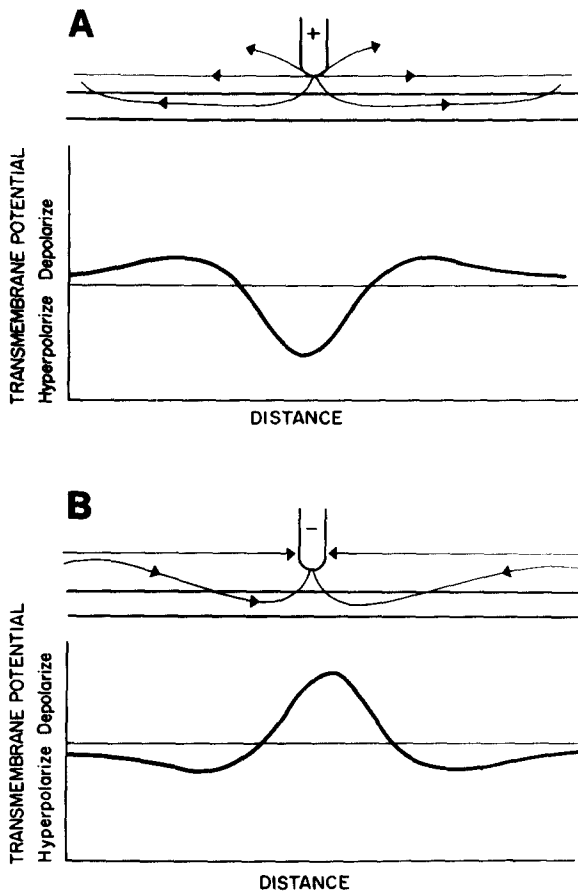 A
+
TRANSMEMBRANE POTENTIAL
Hyperpolarize Depolarize
DISTANCE
B
−
TRANSMEMBRANE POTENTIAL
Hyperpolarize Depolarize
DISTANCE